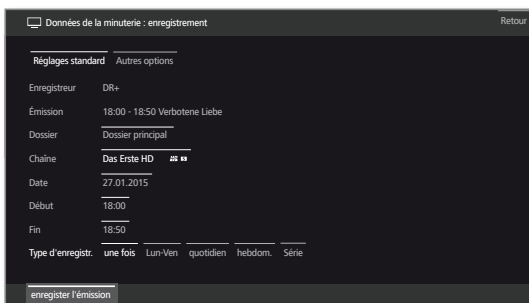 Données de la minuterie : enregistrement Retour
Réglages standard Autres options
Enregistreur DR+
Émission 18:00 - 18:50 Verbotene Liebe
Dossier Dossier principal
Chaîne Das Erste HD
Date 27.01.2015
Début 18:00
Fin 18:50
Type d'enregistr. une fois Lun-Ven quotidien hebdom. Série
enregister l'émission